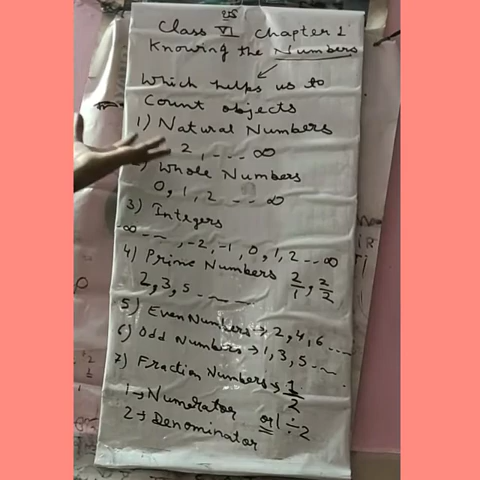 Class VI Chapter 1
Knowing the Numbers
Which helps us to
Count objects
1) Natural Numbers
2, ... ∞
Whole Numbers
0, 1, 2 ... ∞
3) Integers
∞ ..., -2, -1, 0, 1, 2 ... ∞
4) Prime Numbers 2/1, 2/2
2, 3, 5 ...
5) Even Numbers → 2, 4, 6 ...
6) Odd Numbers → 1, 3, 5 ...
7) Fraction Numbers → 1/2
1 → Numerator or 1÷2
2 → Denominator